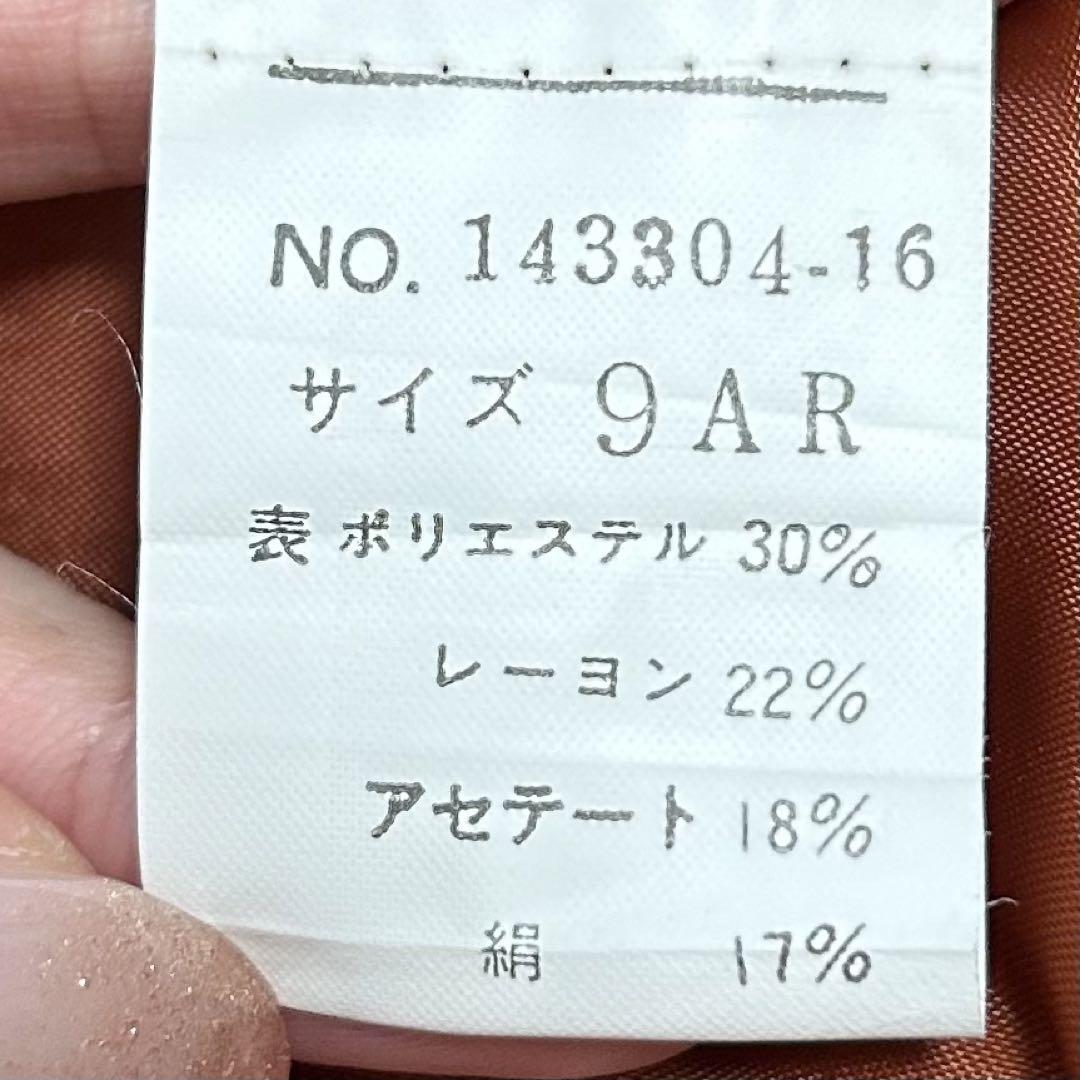 NO. 143304-16
サイズ 9AR
表 ポリエステル 30%
レーヨン 22%
アセテート 18%
絹 17%